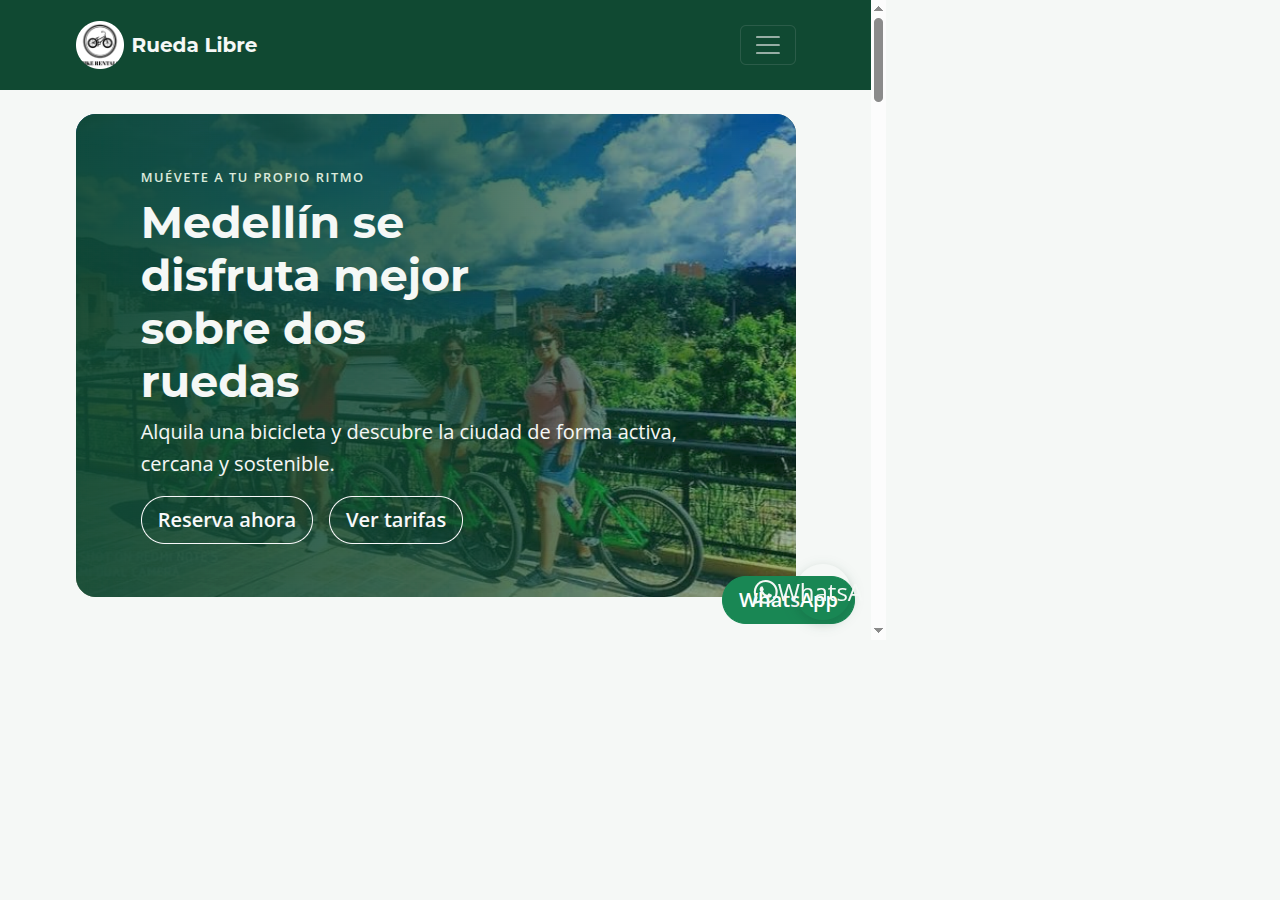 Rueda Libre
MUÉVETE A TU PROPIO RITMO
Medellín se
disfruta mejor
sobre dos
ruedas
Alquila una bicicleta y descubre la ciudad de forma activa,
cercana y sostenible.
Reserva ahora
Ver tarifas
WhatsApp